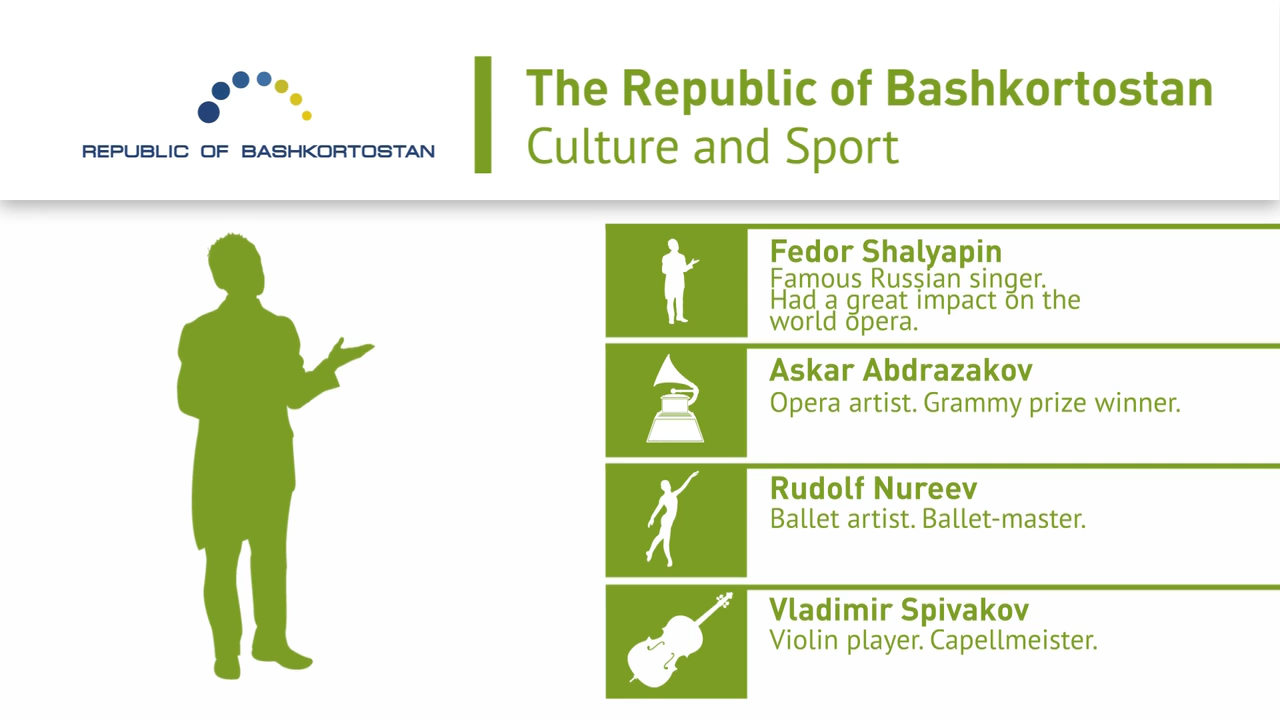 REPUBLIC OF BASHKORTOSTAN
The Republic of Bashkortostan
Culture and Sport
Fedor Shalyapin
Famous Russian singer.
Had a great impact on the
world opera.
Askar Abdrazakov
Opera artist. Grammy prize winner.
Rudolf Nureev
Ballet artist. Ballet-master.
Vladimir Spivakov
Violin player. Capellmeister.